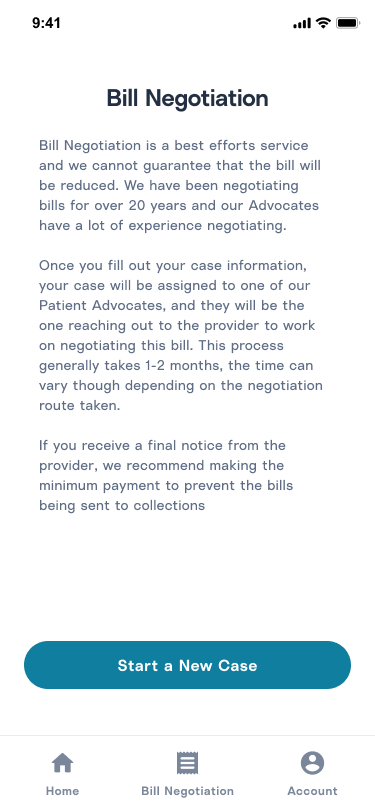 9:41
Bill Negotiation
Bill Negotiation is a best efforts service
and we cannot guarantee that the bill will
be reduced. We have been negotiating
bills for over 20 years and our Advocates
have a lot of experience negotiating.
Once you fill out your case information,
your case will be assigned to one of our
Patient Advocates, and they will be the
one reaching out to the provider to work
on negotiating this bill. This process
generally takes 1-2 months, the time can
vary though depending on the negotiation
route taken.
If you receive a final notice from the
provider, we recommend making the
minimum payment to prevent the bills
being sent to collections
Start a New Case
Home
Bill Negotiation
Account